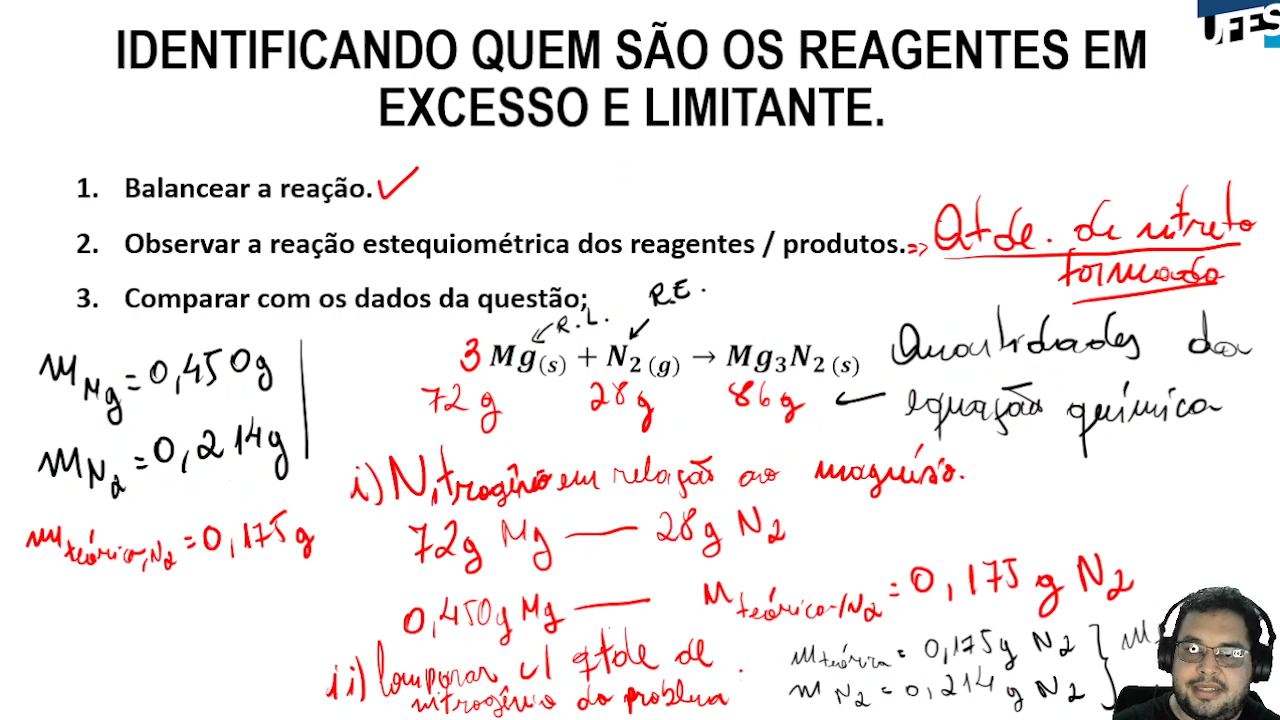 UFES
IDENTIFICANDO QUEM SÃO OS REAGENTES EM
EXCESSO E LIMITANTE.
1. Balancear a reação. ✓
2. Observar a reação estequiométrica dos reagentes / produtos. => Qtde. de nitreto
formado
3. Comparar com os dados da questão;
R.L.
R.E.
3 Mg(s) + N2 (g) → Mg3N2 (s)
72 g 28 g 86 g
Quantidades da
equação química
mMg = 0,450g
mN2 = 0,214g
mteórica,N2 = 0,175 g
i) Nitrogênio em relação ao magnésio.
72g Mg — 28g N2
0,450g Mg — mteórica/N2 = 0,175 g N2
ii) Comparar c/ qtde de
nitrogênio do problema
mteórica = 0,175g N2
mN2 = 0,214 g N2